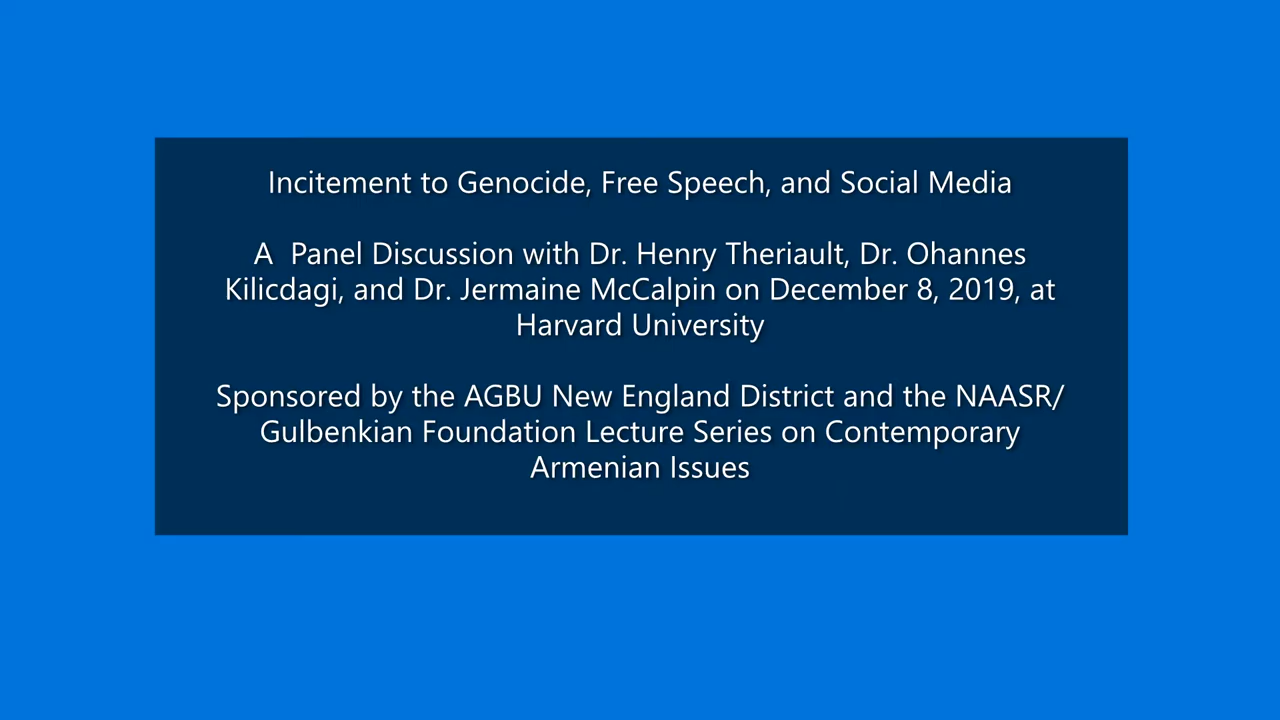 Incitement to Genocide, Free Speech, and Social Media
A  Panel Discussion with Dr. Henry Theriault, Dr. Ohannes
Kilicdagi, and Dr. Jermaine McCalpin on December 8, 2019, at
Harvard University
Sponsored by the AGBU New England District and the NAASR/
Gulbenkian Foundation Lecture Series on Contemporary
Armenian Issues